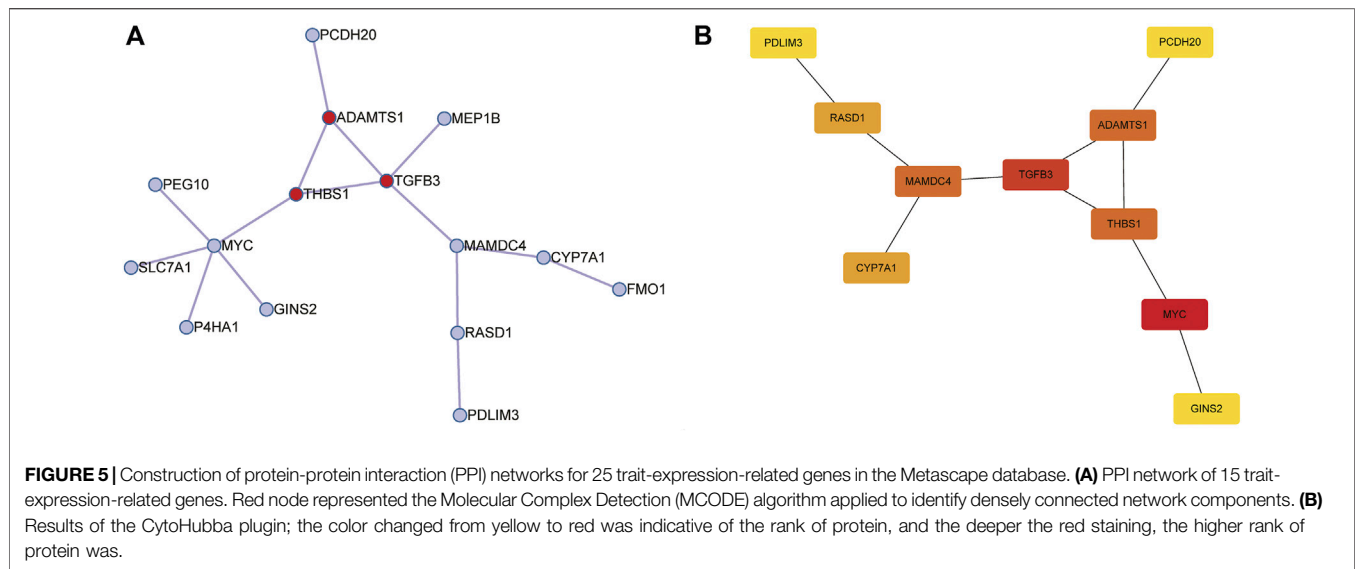 A
PCDH20
ADAMTS1
MEP1B
TGFB3
THBS1
PEG10
MYC
SLC7A1
P4HA1
GINS2
MAMDC4
CYP7A1
FMO1
RASD1
PDLIM3
B
PDLIM3
PCDH20
RASD1
ADAMTS1
MAMDC4
TGFB3
THBS1
CYP7A1
MYC
GINS2
FIGURE 5 | Construction of protein-protein interaction (PPI) networks for 25 trait-expression-related genes in the Metascape database. (A) PPI network of 15 trait-
expression-related genes. Red node represented the Molecular Complex Detection (MCODE) algorithm applied to identify densely connected network components. (B)
Results of the CytoHubba plugin; the color changed from yellow to red was indicative of the rank of protein, and the deeper the red staining, the higher rank of
protein was.